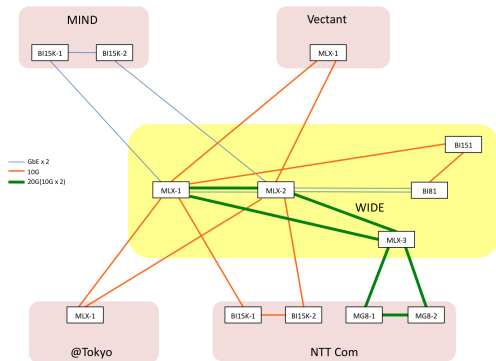 MIND
Vectant
BI15K-1
BI15K-2
MLX-1
GbE x 2
10G
20G(10G x 2)
BI151
MLX-1
MLX-2
BI81
WIDE
MLX-3
MLX-1
BI15K-1
BI15K-2
MG8-1
MG8-2
@Tokyo
NTT Com